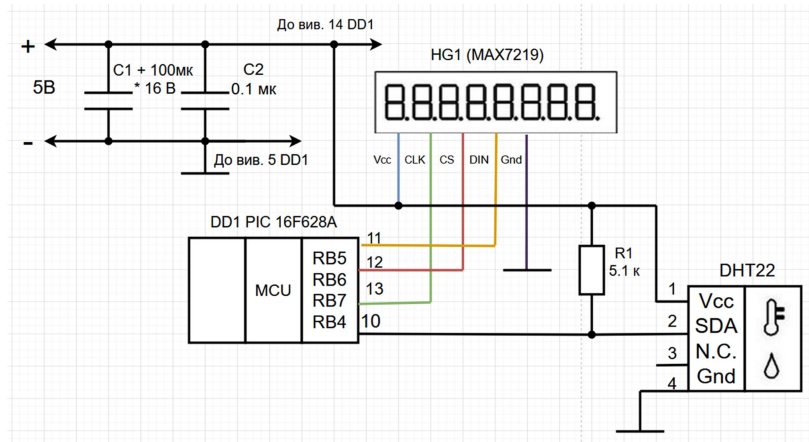 До вив. 14 DD1
+
5В
-
C1 + 100мк
* 16 В
C2
0.1 мк
До вив. 5 DD1
HG1 (MAX7219)
8.8.8.8.8.8.8.8.
Vcc CLK CS DIN Gnd
DD1 PIC 16F628A
MCU
RB5
RB6
RB7
RB4
11
12
13
10
R1
5.1 к
DHT22
1
2
3
4
Vcc
SDA
N.C.
Gnd